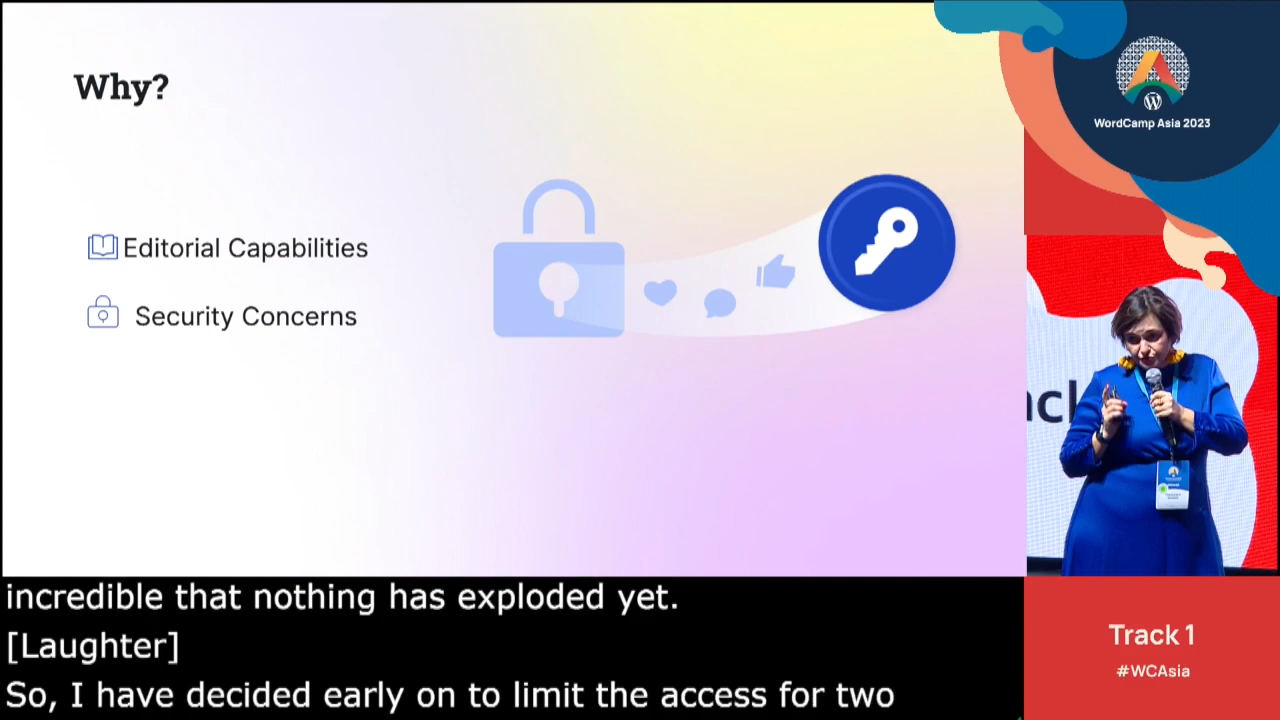 Why?
Editorial Capabilities
Security Concerns
WordCamp Asia 2023
ack
incredible that nothing has exploded yet.
[Laughter]
So, I have decided early on to limit the access for two
Track 1
#WCAsia